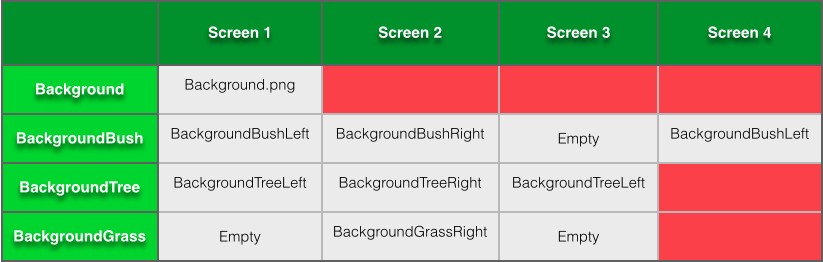 Screen 1 Screen 2 Screen 3 Screen 4
Background Background.png
BackgroundBush BackgroundBushLeft BackgroundBushRight Empty BackgroundBushLeft
BackgroundTree BackgroundTreeLeft BackgroundTreeRight BackgroundTreeLeft
BackgroundGrass Empty BackgroundGrassRight Empty